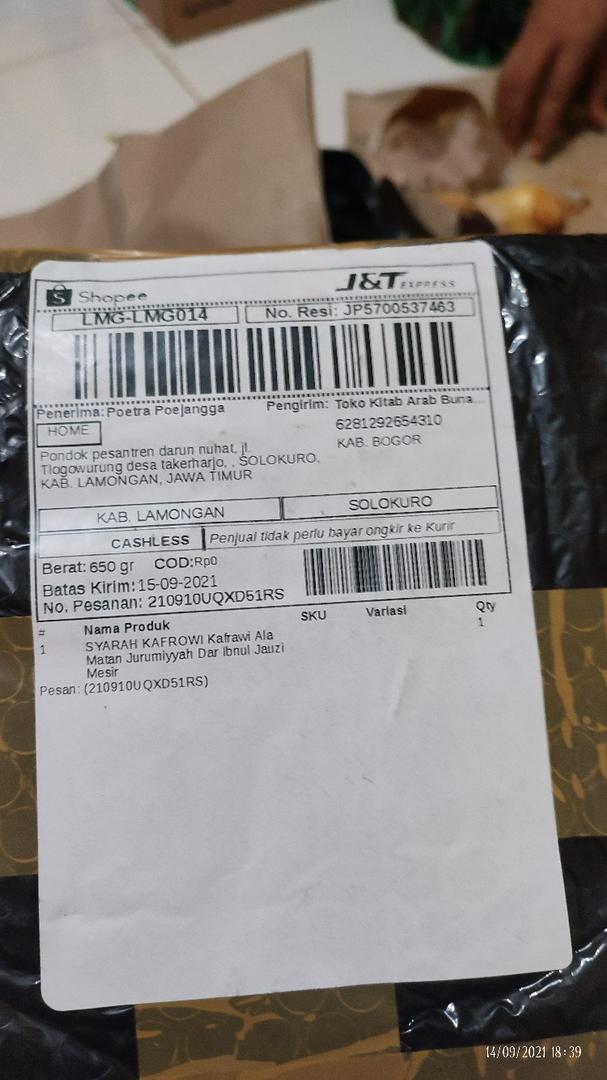 Shopee
J&T EXPRESS
LMG-LMG014
No. Resi: JP5700537463
Penerima: Poetra Poejangga
Pengirim: Toko Kitab Arab Buna...
HOME
6281292654310
KAB. BOGOR
Pondok pesantren darun nuhat, jl.
Tlogowurung desa takerharjo, , SOLOKURO,
KAB. LAMONGAN, JAWA TIMUR
KAB. LAMONGAN
SOLOKURO
CASHLESS
Penjual tidak perlu bayar ongkir ke Kurir
Berat: 650 gr COD:Rp0
Batas Kirim: 15-09-2021
No. Pesanan: 210910UQXD51RS
# Nama Produk SKU Variasi Qty
1 SYARAH KAFROWI Kafrawi Ala 1
Matan Jurumiyyah Dar Ibnul Jauzi
Mesir
Pesan: (210910UQXD51RS)
14/09/2021 18:39